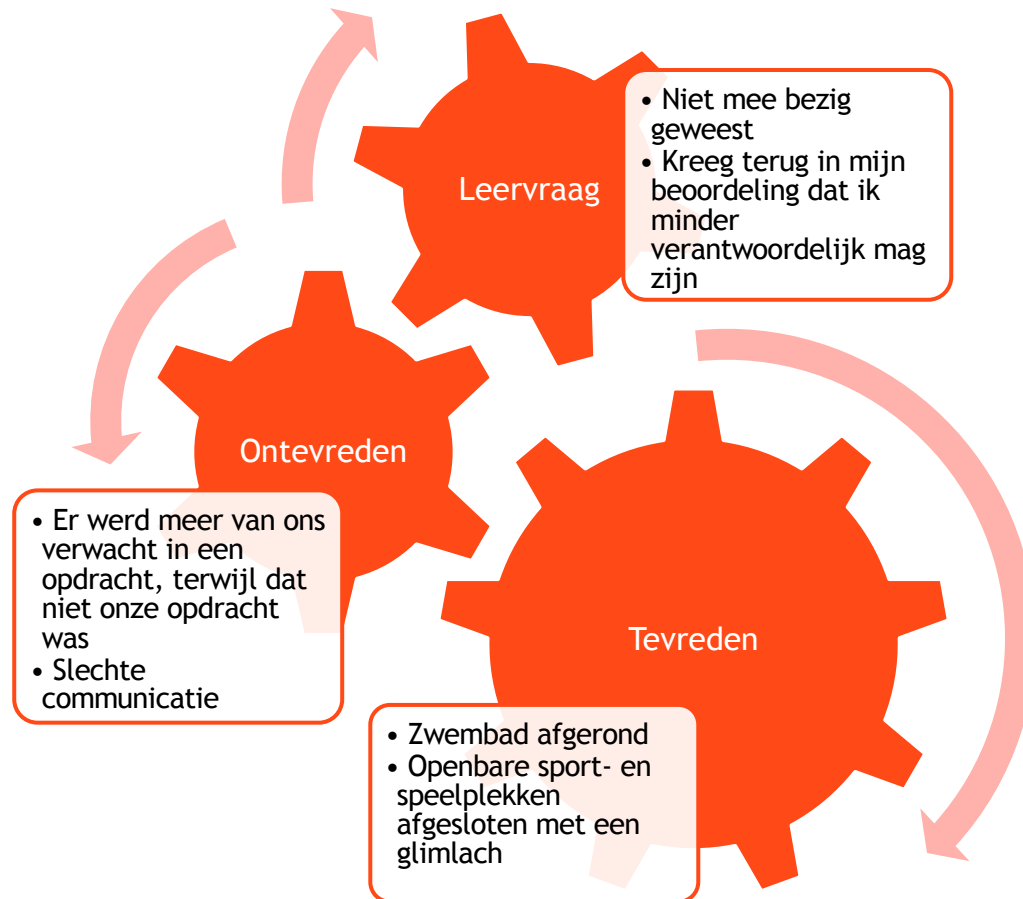 Leervraag
• Niet mee bezig
geweest
• Kreeg terug in mijn
beoordeling dat ik
minder
verantwoordelijk mag
zijn
Ontevreden
• Er werd meer van ons
verwacht in een
opdracht, terwijl dat
niet onze opdracht
was
• Slechte
communicatie
Tevreden
• Zwembad afgerond
• Openbare sport- en
speelplekken
afgesloten met een
glimlach